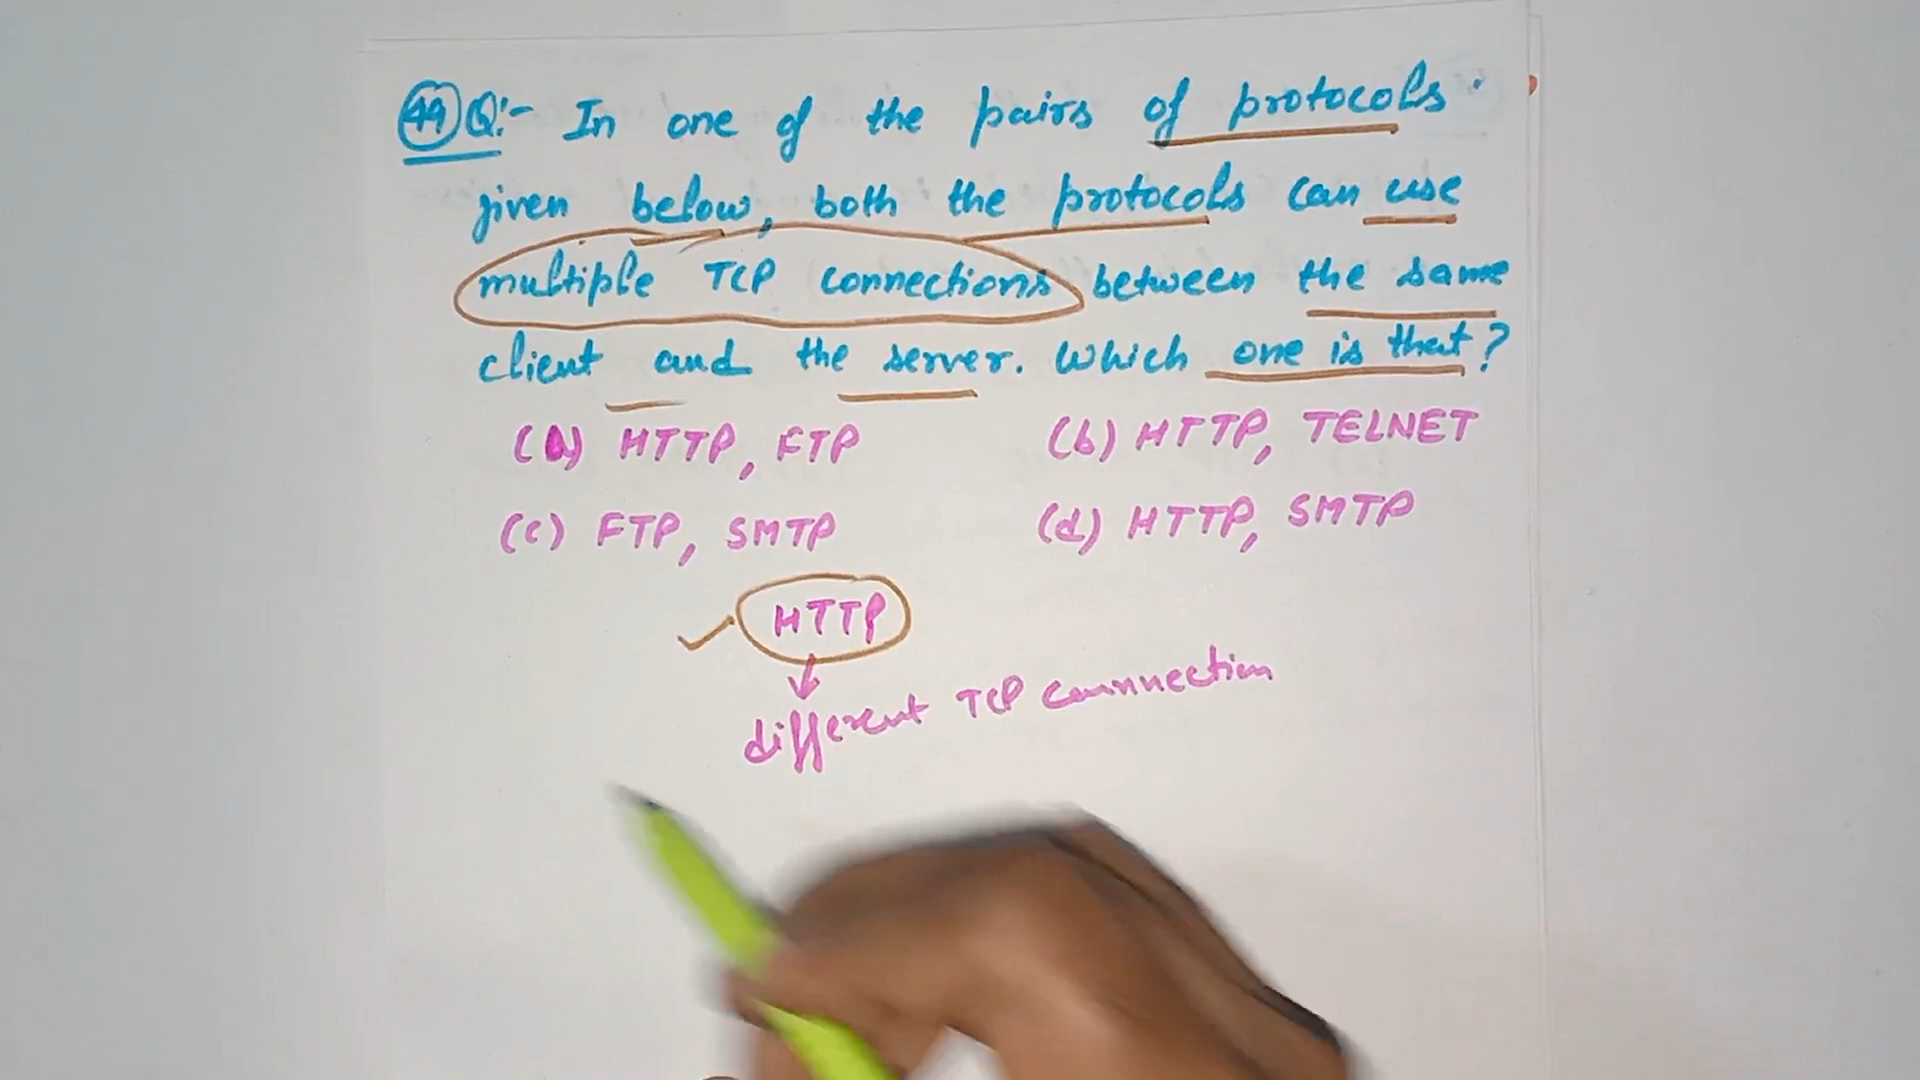 44 Q:- In one of the pairs of protocols
given below, both the protocols can use
multiple TCP connections between the same
client and the server. Which one is that?
(a) HTTP, FTP (b) HTTP, TELNET
(c) FTP, SMTP (d) HTTP, SMTP
HTTP
different TCP connnection